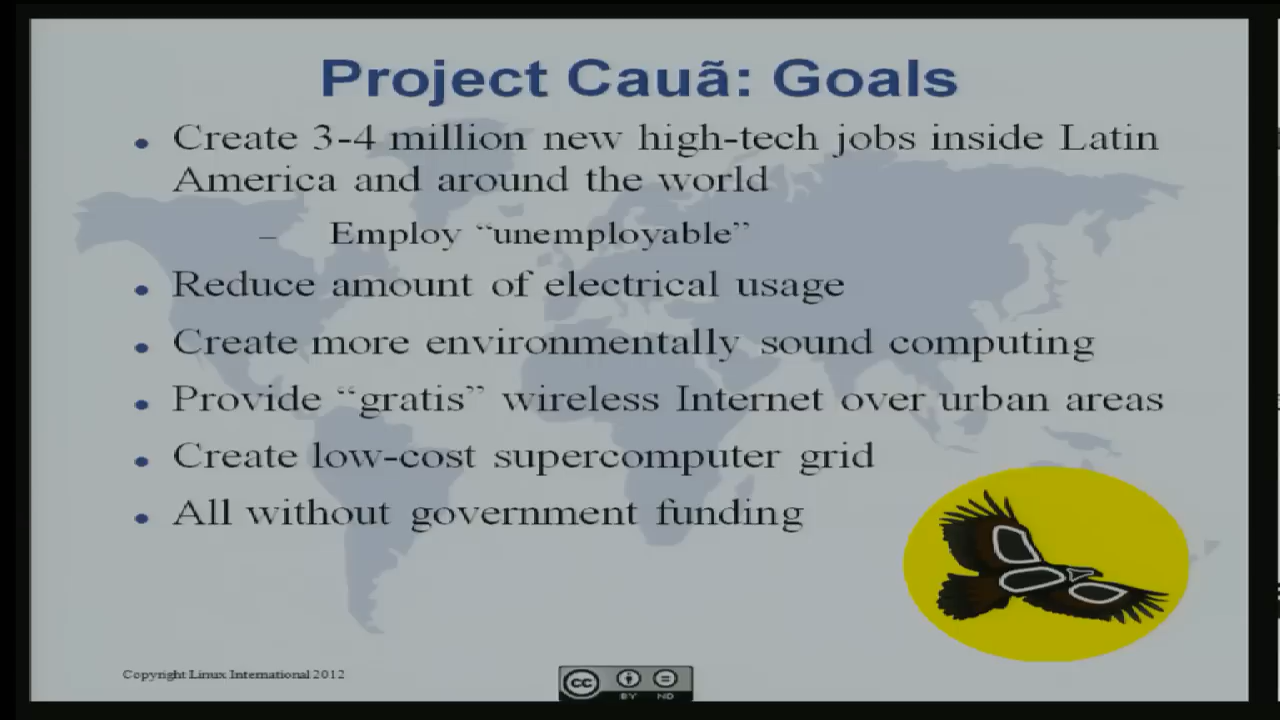 Project Cauã: Goals
• Create 3-4 million new high-tech jobs inside Latin
America and around the world
– Employ “unemployable”
• Reduce amount of electrical usage
• Create more environmentally sound computing
• Provide “gratis” wireless Internet over urban areas
• Create low-cost supercomputer grid
• All without government funding
Copyright Linux International 2012
cc
BY ND